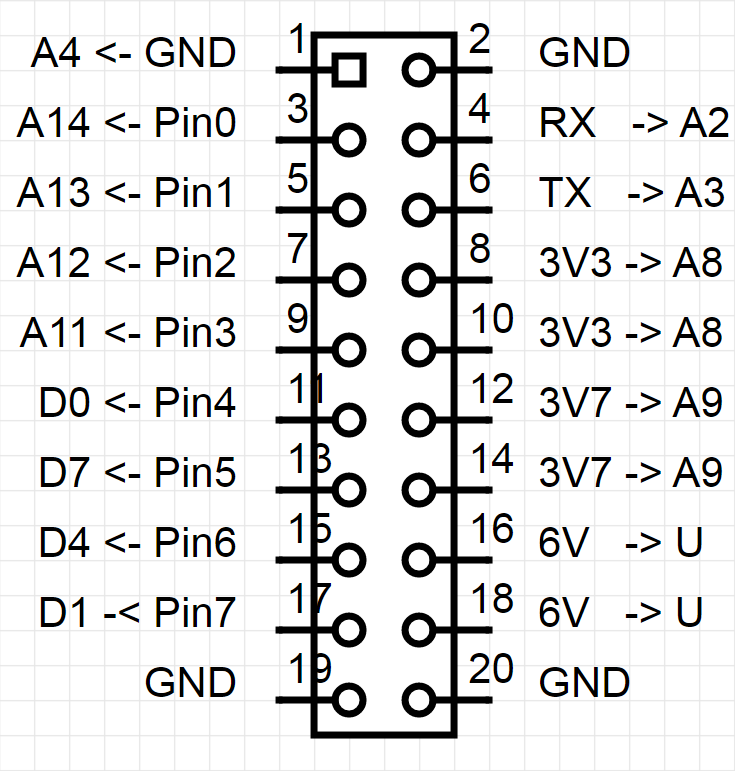 A4 <- GND 1 2 GND
A14 <- Pin0 3 4 RX -> A2
A13 <- Pin1 5 6 TX -> A3
A12 <- Pin2 7 8 3V3 -> A8
A11 <- Pin3 9 10 3V3 -> A8
D0 <- Pin4 11 12 3V7 -> A9
D7 <- Pin5 13 14 3V7 -> A9
D4 <- Pin6 15 16 6V -> U
D1 -< Pin7 17 18 6V -> U
GND 19 20 GND